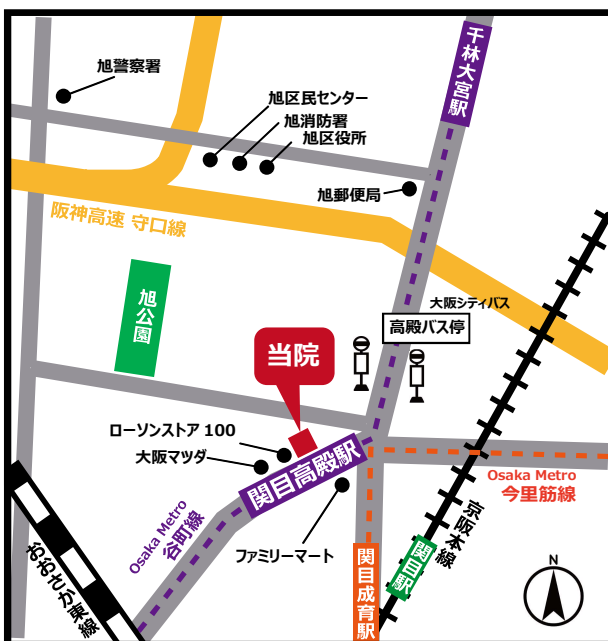 千林大宮駅
旭警察署
旭区民センター
旭消防署
旭区役所
旭郵便局
阪神高速 守口線
旭公園
大阪シティバス
高殿バス停
当院
ローソンストア 100
大阪マツダ
関目高殿駅
Osaka Metro
谷町線
ファミリーマート
Osaka Metro
今里筋線
京阪本線
関目駅
関目成育駅
おおさか東線
N